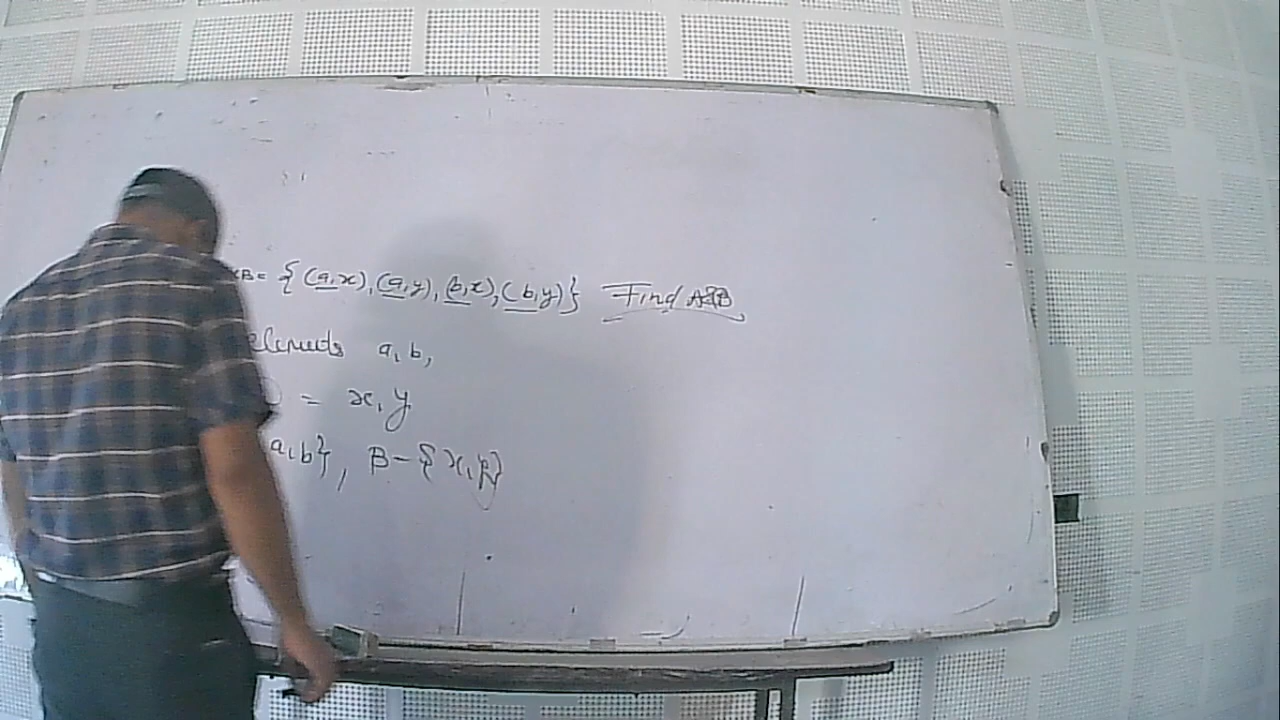 ×B= {(a,x),(a,y),(b,x),(b,y)} Find A&B
elements a,b,
= x,y
a,b}, B-{x,y}